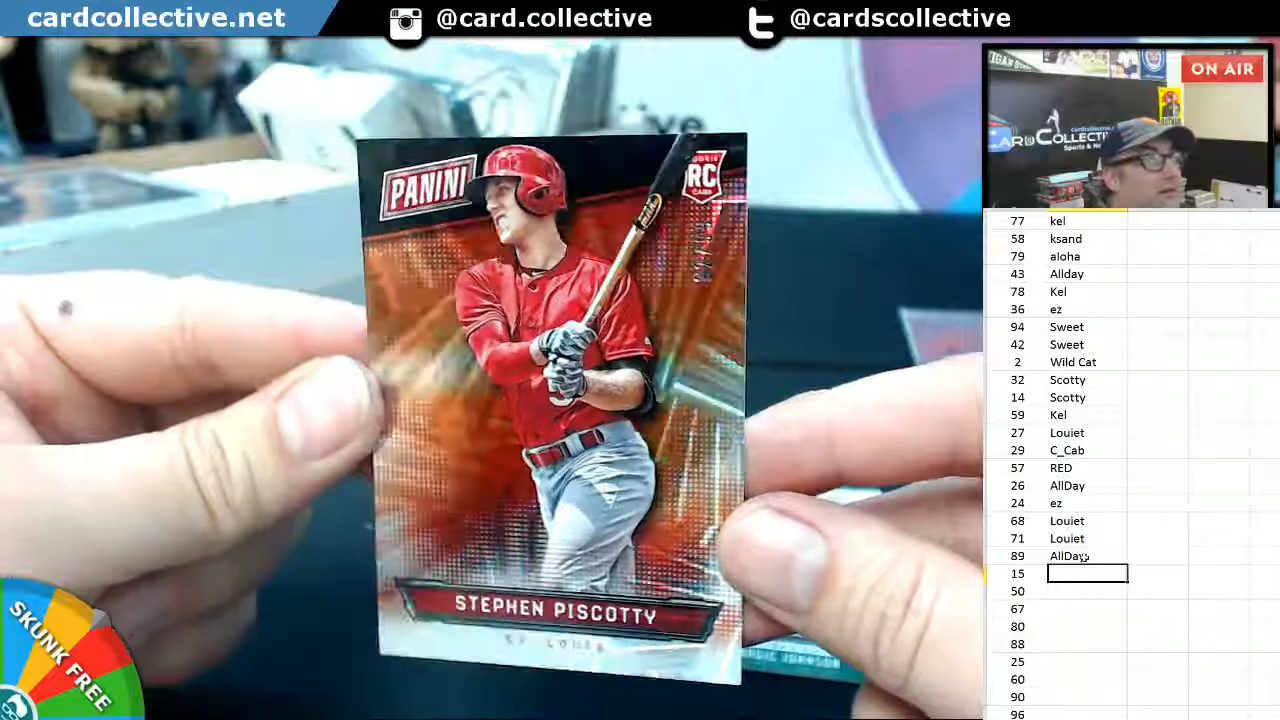 cardcollective.net
@card.collective
@cardscollective
ON AIR
PANINI
RC
CARD
STEPHEN PISCOTTY
SKUNK FREE
77 kel
58 ksand
79 aloha
43 Allday
78 Kel
36 ez
94 Sweet
42 Sweet
2 Wild Cat
32 Scotty
14 Scotty
59 Kel
27 Louiet
29 C_Cab
57 RED
26 AllDay
24 ez
68 Louiet
71 Louiet
89 AllDay
15
50
67
80
88
25
60
90
96